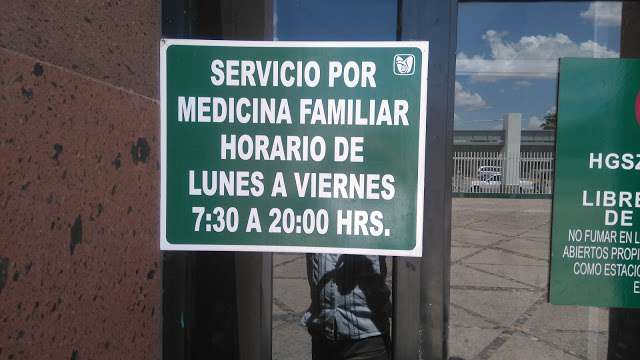 SERVICIO POR
MEDICINA FAMILIAR
HORARIO DE
LUNES A VIERNES
7:30 A 20:00 HRS.
HGSZ
LIBRE
DE
NO FUMAR EN L
ABIERTOS PROPI
COMO ESTACIO
E